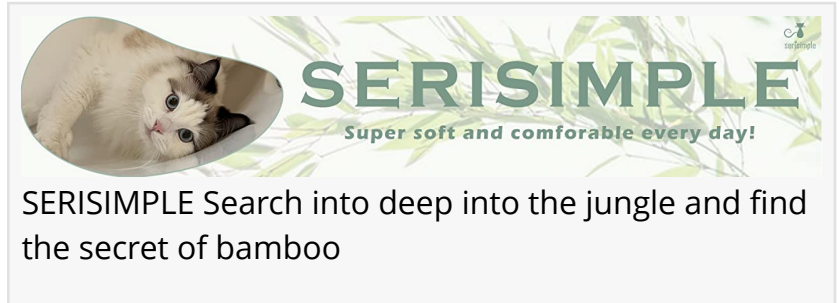 serisimple
SERISIMPLE
Super soft and comforable every day!
SERISIMPLE Search into deep into the jungle and find
the secret of bamboo